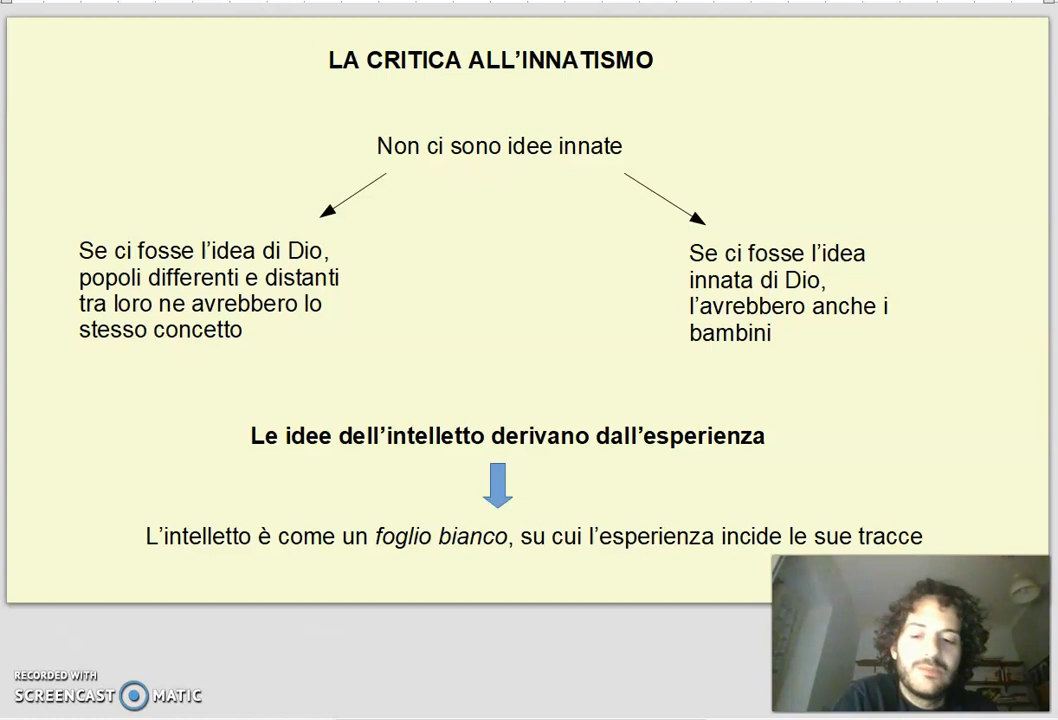 LA CRITICA ALL’INNATISMO
Non ci sono idee innate
Se ci fosse l’idea di Dio,
popoli differenti e distanti
tra loro ne avrebbero lo
stesso concetto
Se ci fosse l’idea
innata di Dio,
l’avrebbero anche i
bambini
Le idee dell’intelletto derivano dall’esperienza
L’intelletto è come un foglio bianco, su cui l’esperienza incide le sue tracce
RECORDED WITH
SCREENCAST MATIC